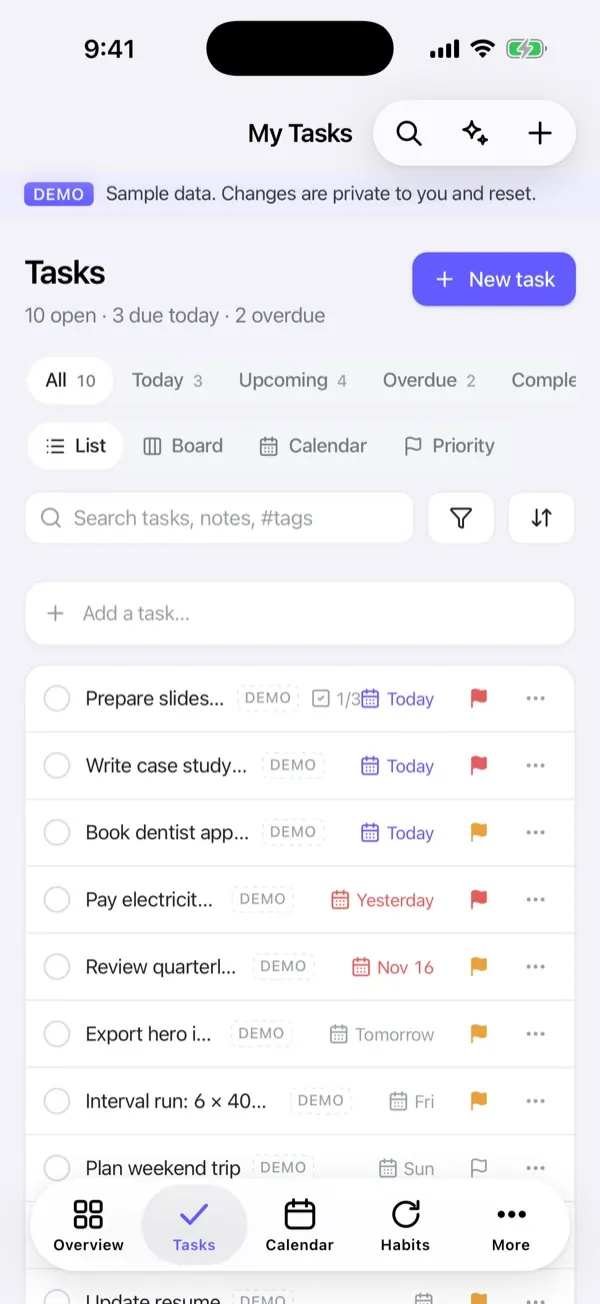 9:41
My Tasks
DEMO Sample data. Changes are private to you and reset.
Tasks
New task
10 open · 3 due today · 2 overdue
All 10 Today 3 Upcoming 4 Overdue 2 Comple
List Board Calendar Priority
Search tasks, notes, #tags
Add a task...
Prepare slides... DEMO 1/3 Today
Write case study... DEMO Today
Book dentist app... DEMO Today
Pay electricit... DEMO Yesterday
Review quarterl... DEMO Nov 16
Export hero i... DEMO Tomorrow
Interval run: 6 × 40... DEMO Fri
Plan weekend trip DEMO Sun
Overview Tasks Calendar Habits More
Update resume DEMO